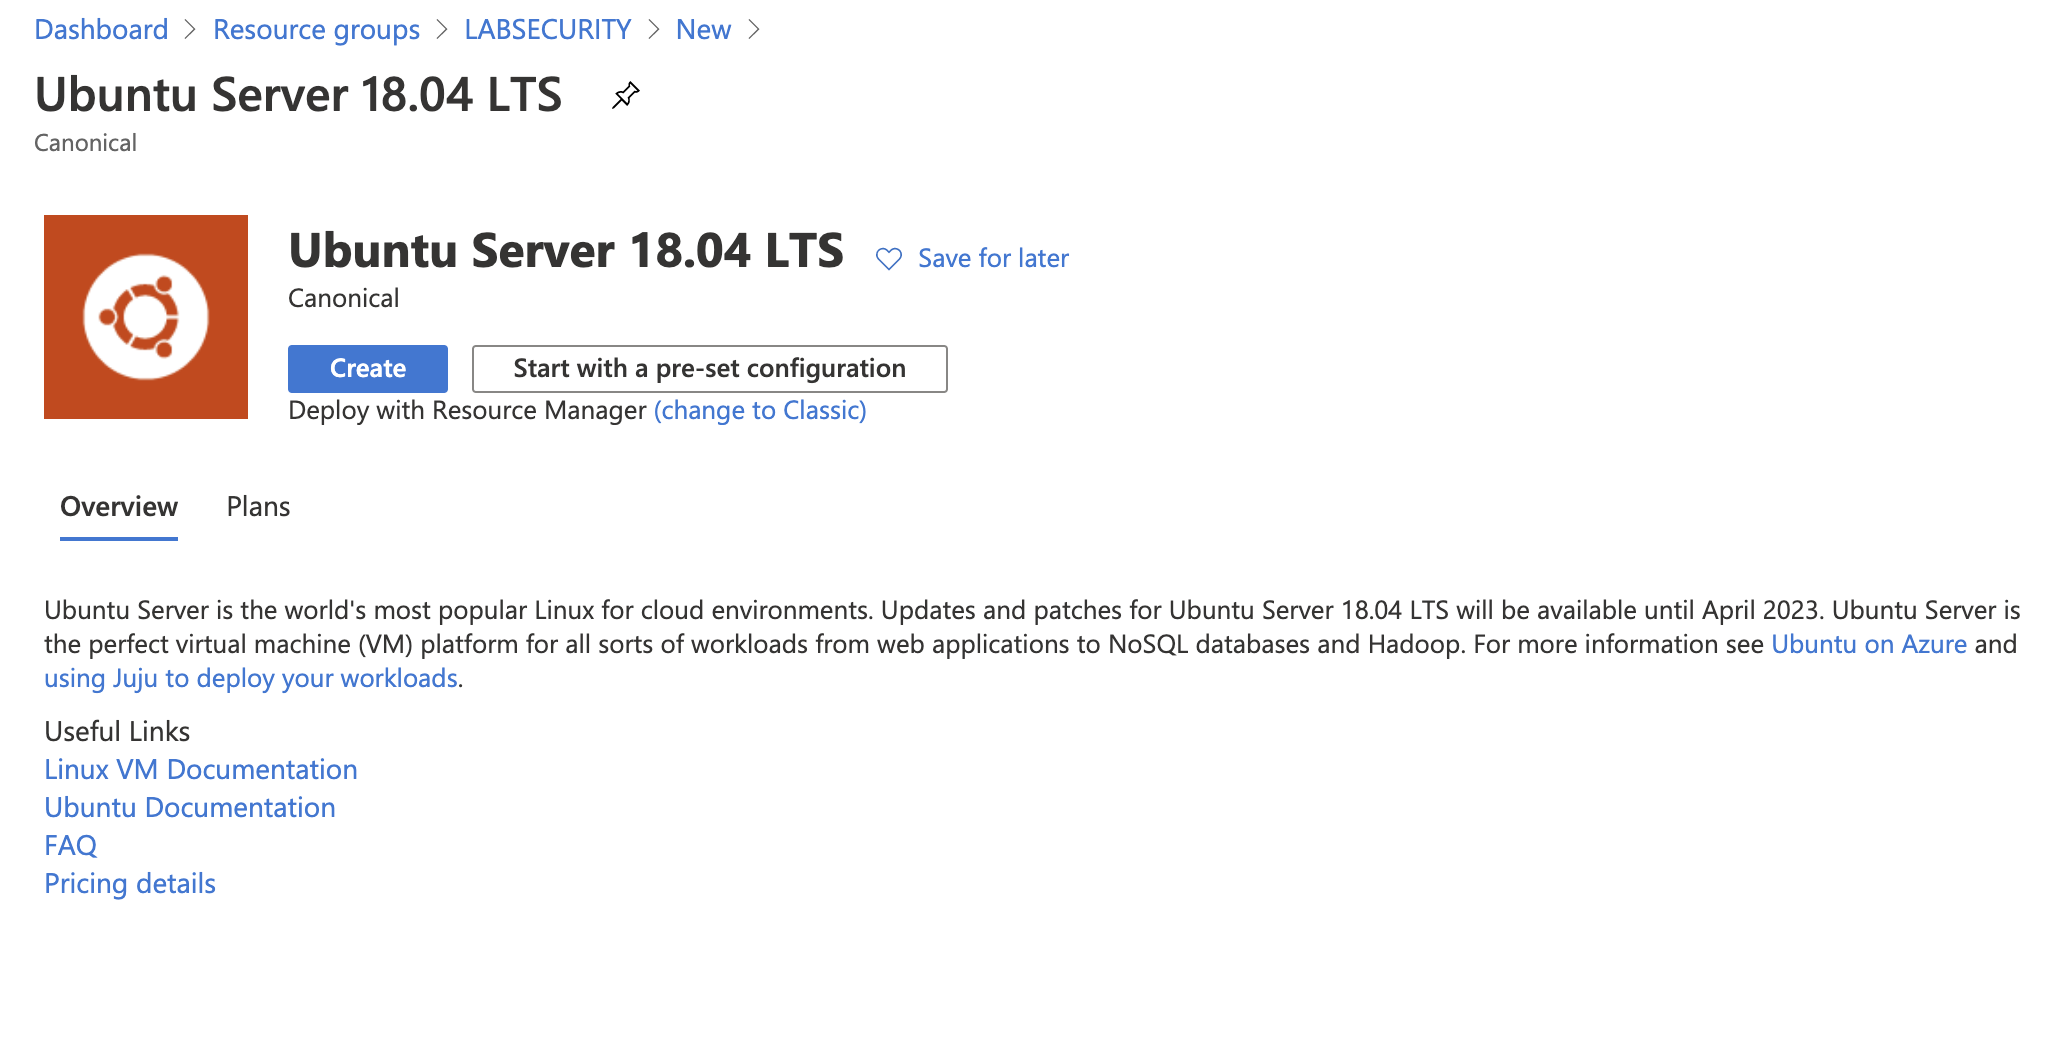 Dashboard > Resource groups > LABSECURITY > New >
Ubuntu Server 18.04 LTS
Canonical
Ubuntu Server 18.04 LTS
Save for later
Canonical
Create
Start with a pre-set configuration
Deploy with Resource Manager (change to Classic)
Overview
Plans
Ubuntu Server is the world's most popular Linux for cloud environments. Updates and patches for Ubuntu Server 18.04 LTS will be available until April 2023. Ubuntu Server is
the perfect virtual machine (VM) platform for all sorts of workloads from web applications to NoSQL databases and Hadoop. For more information see Ubuntu on Azure and
using Juju to deploy your workloads.
Useful Links
Linux VM Documentation
Ubuntu Documentation
FAQ
Pricing details